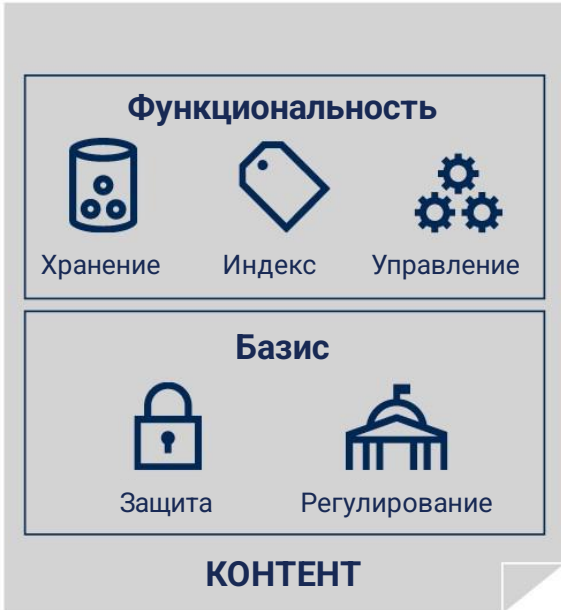 Функциональность
Хранение Индекс Управление
Базис
Защита Регулирование
КОНТЕНТ